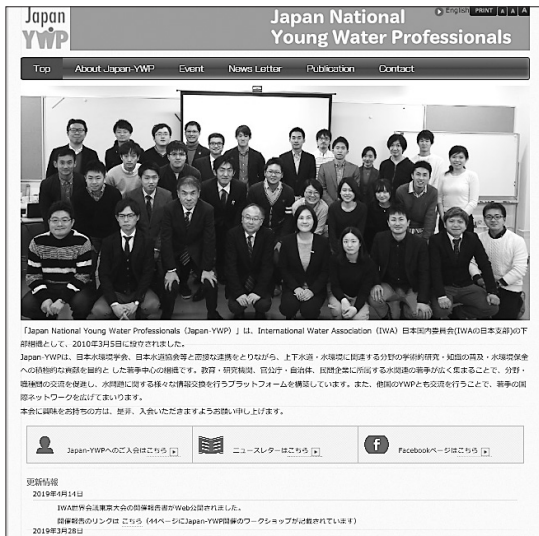 Japan
YWP
Japan National
Young Water Professionals
English PRINT A A A
Top About Japan-YWP Event News Letter Publication Contact
「Japan National Young Water Professionals（Japan-YWP）」は、International Water Association（IWA）日本国内委員会(IWAの日本支部)の下
部組織として、2010年3月5日に設立されました。
Japan-YWPは、日本水環境学会、日本水道協会等と密接な連携をとりながら、上下水道・水環境に関連する分野の学術的研究・知識の普及・水環境保全
への積極的な貢献を目的とした若手中心の組織です。教育・研究機関、官公庁・自治体、民間企業に所属する水関連の若手が広く集まることで、分野・
職種間の交流を促進し、水問題に関する様々な情報交換を行うプラットフォームを構築しています。また、他国のYWPとも交流を行うことで、若手の国
際ネットワークを広げてまいります。
本会に興味をお持ちの方は、是非、入会いただきますようお願い申し上げます。
Japan-YWPへのご入会はこちら
ニュースレターはこちら
Facebookページはこちら
更新情報
2019年4月14日
IWA世界会議東京大会の開催報告書がWeb公開されました。
開催報告のリンクは こちら（44ページにJapan-YWP開催のワークショップが記載されています）
2019年3月28日